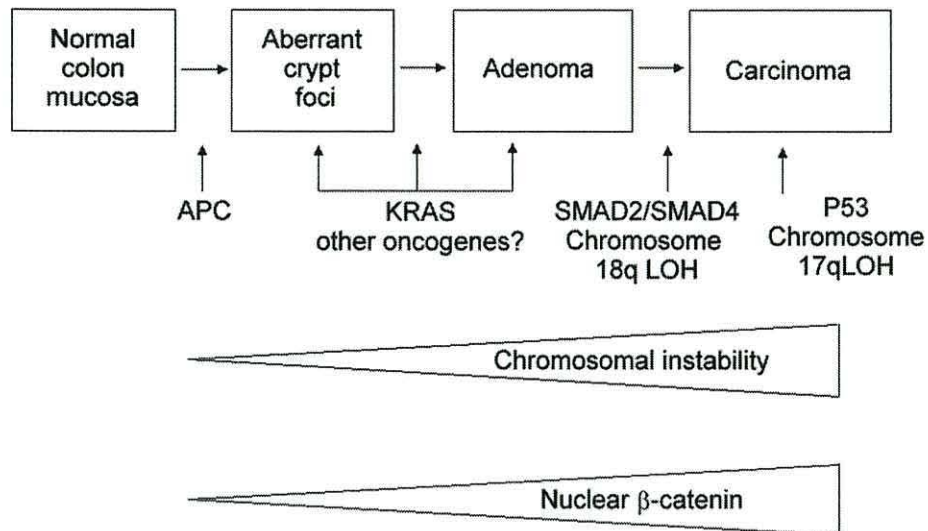 Normal
colon
mucosa
Aberrant
crypt
foci
Adenoma
Carcinoma
APC
KRAS
other oncogenes?
SMAD2/SMAD4
Chromosome
18q LOH
P53
Chromosome
17qLOH
Chromosomal instability
Nuclear β-catenin